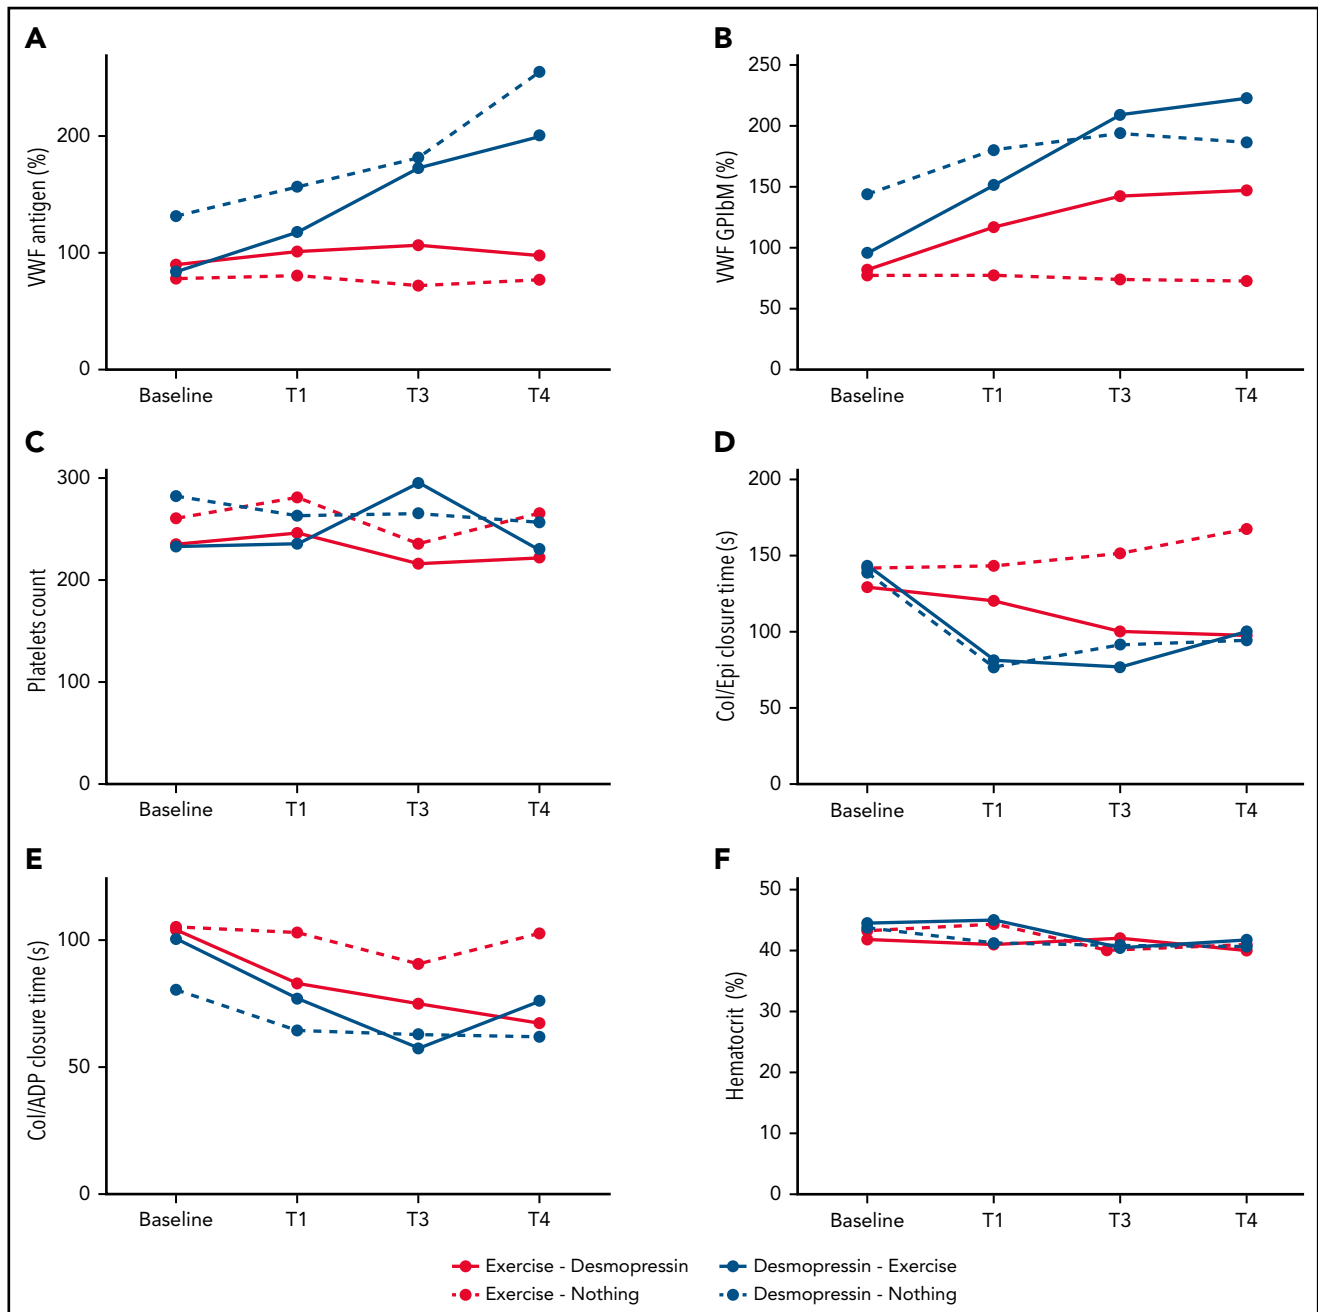 A
VWF antigen (%)
200
100
0
Baseline T1 T3 T4
B
VWF GPIbM (%)
250
200
150
100
50
0
Baseline T1 T3 T4
C
Platelets count
300
200
100
0
Baseline T1 T3 T4
D
Col/Epi closure time (s)
200
150
100
50
0
Baseline T1 T3 T4
E
Col/ADP closure time (s)
100
50
0
Baseline T1 T3 T4
F
Hematocrit (%)
50
40
30
20
10
0
Baseline T1 T3 T4
Exercise - Desmopressin
Desmopressin - Exercise
Exercise - Nothing
Desmopressin - Nothing